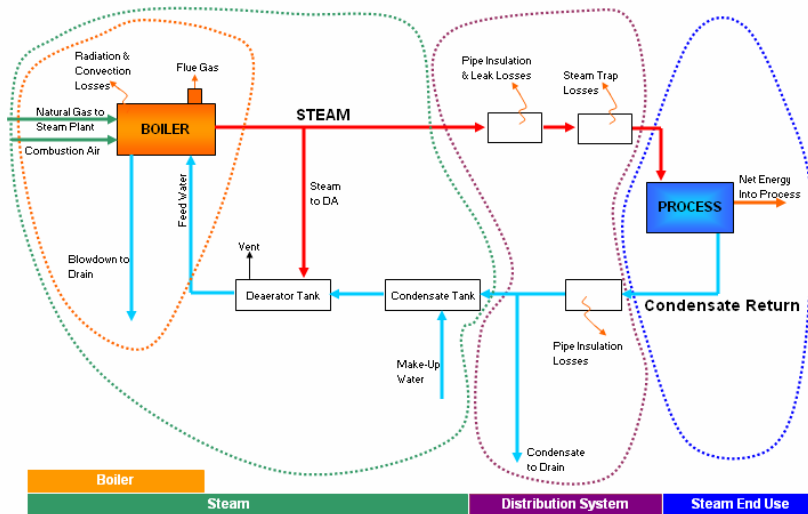 Radiation &
Convection
Losses
Flue Gas
Pipe Insulation
& Leak Losses
Steam Trap
Losses
Natural Gas to
Steam Plant
BOILER
STEAM
Combustion Air
Net Energy
Into Process
PROCESS
Feed Water
Steam
to DA
Blowdown to
Drain
Vent
Deaerator Tank
Condensate Tank
Condensate Return
Pipe Insulation
Losses
Make-Up
Water
Condensate
to Drain
Boiler
Steam
Distribution System
Steam End Use